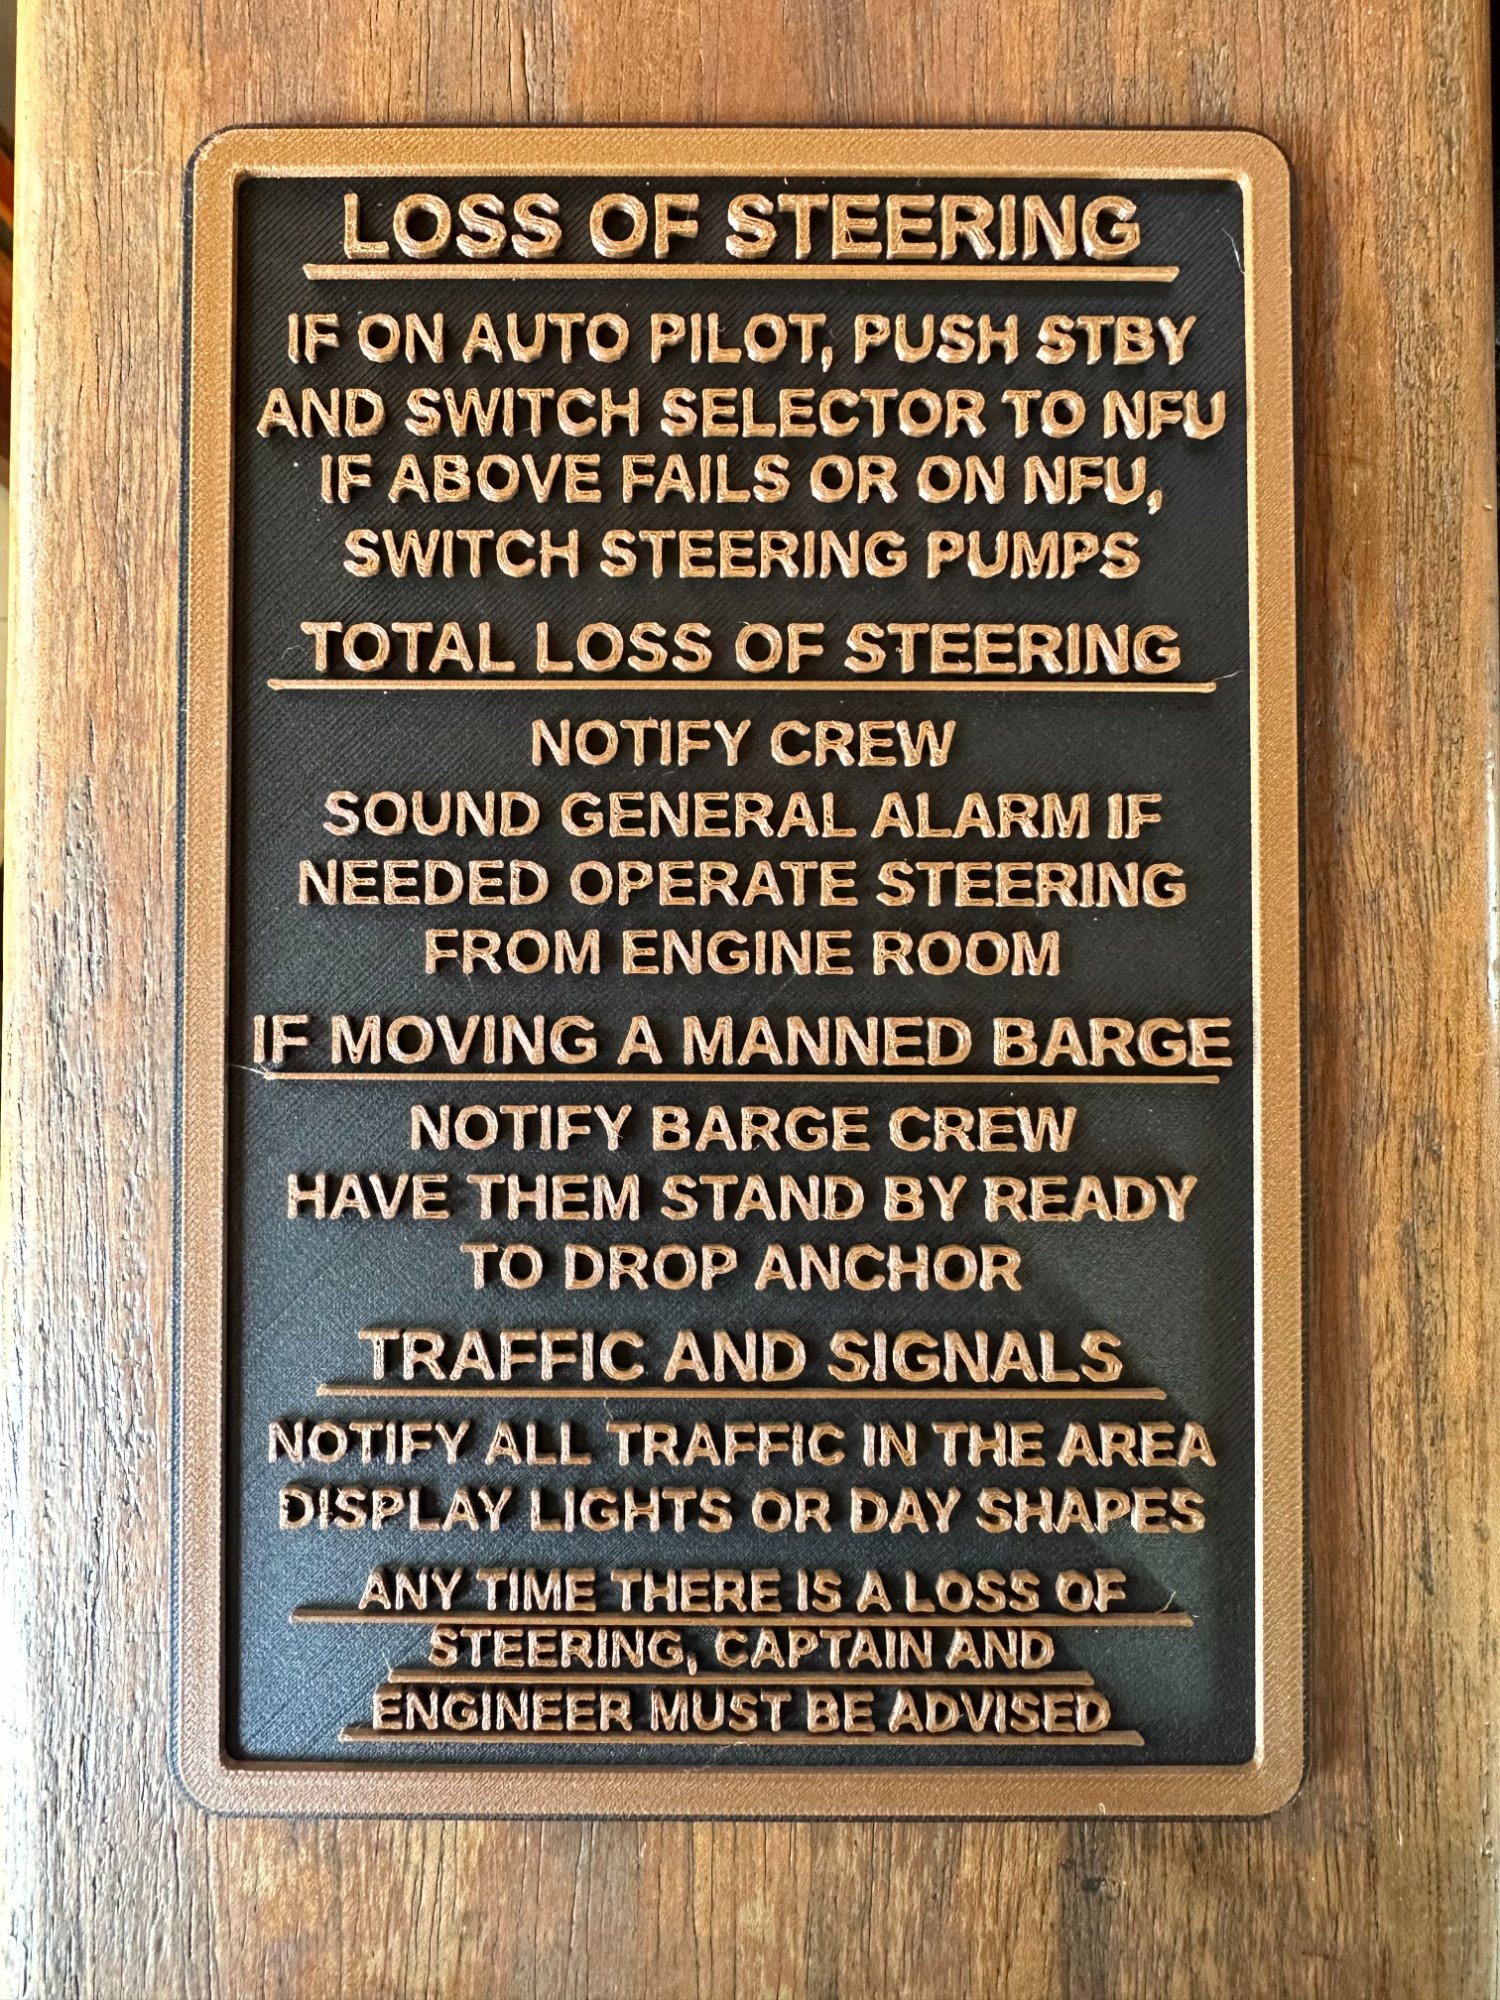 LOSS OF STEERING
IF ON AUTO PILOT, PUSH STBY
AND SWITCH SELECTOR TO NFU
IF ABOVE FAILS OR ON NFU,
SWITCH STEERING PUMPS
TOTAL LOSS OF STEERING
NOTIFY CREW
SOUND GENERAL ALARM IF
NEEDED OPERATE STEERING
FROM ENGINE ROOM
IF MOVING A MANNED BARGE
NOTIFY BARGE CREW
HAVE THEM STAND BY READY
TO DROP ANCHOR
TRAFFIC AND SIGNALS
NOTIFY ALL TRAFFIC IN THE AREA
DISPLAY LIGHTS OR DAY SHAPES
ANY TIME THERE IS A LOSS OF
STEERING, CAPTAIN AND
ENGINEER MUST BE ADVISED